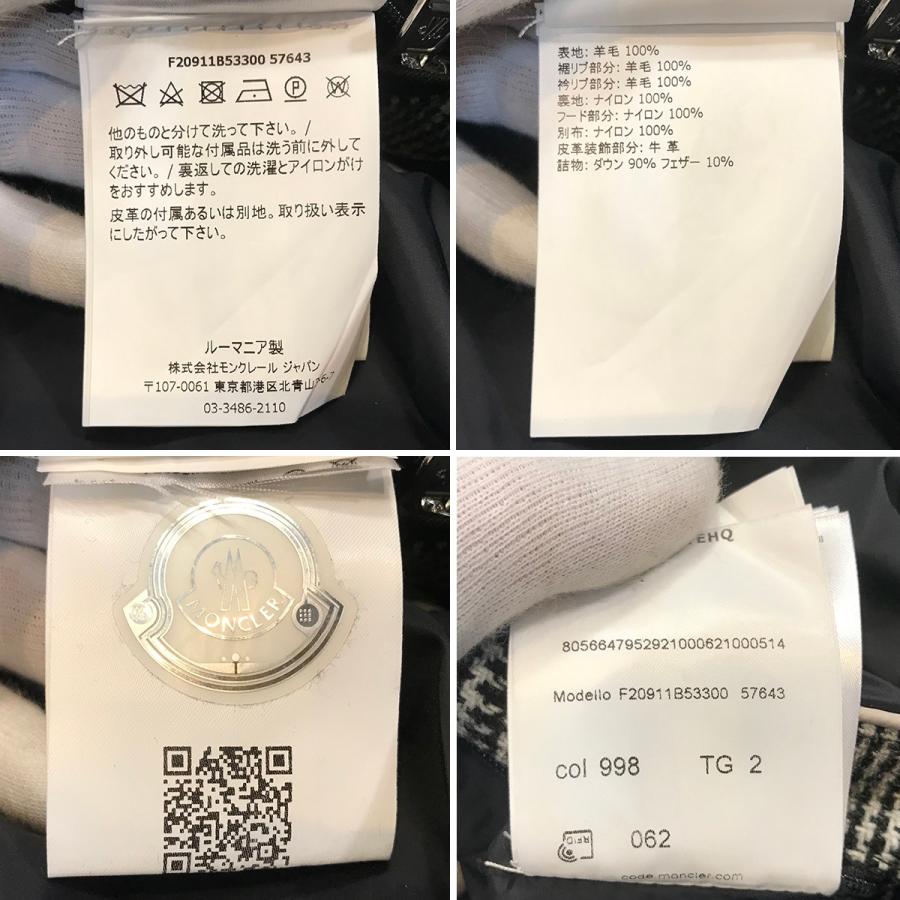 F20911B53300 57643
他のものと分けて洗って下さい。/
取り外し可能な付属品は洗う前に外して
ください。/ 裏返しての洗濯とアイロンがけ
をおすすめします。
皮革の付属あるいは別地。取り扱い表示
にしたがって下さい。
ルーマニア製
株式会社モンクレール ジャパン
〒107-0061 東京都港区北青山
03-3486-2110
表地: 羊毛 100%
裾リブ部分: 羊毛 100%
衿リブ部分: 羊毛 100%
裏地: ナイロン 100%
フード部分: ナイロン 100%
別布: ナイロン 100%
皮革装飾部分: 牛 革
詰物: ダウン 90% フェザー 10%
MONCLER
EHQ
8056647952921000621000514
Modello F20911B53300 57643
col 998 TG 2
RFID 062
code.moncler.com